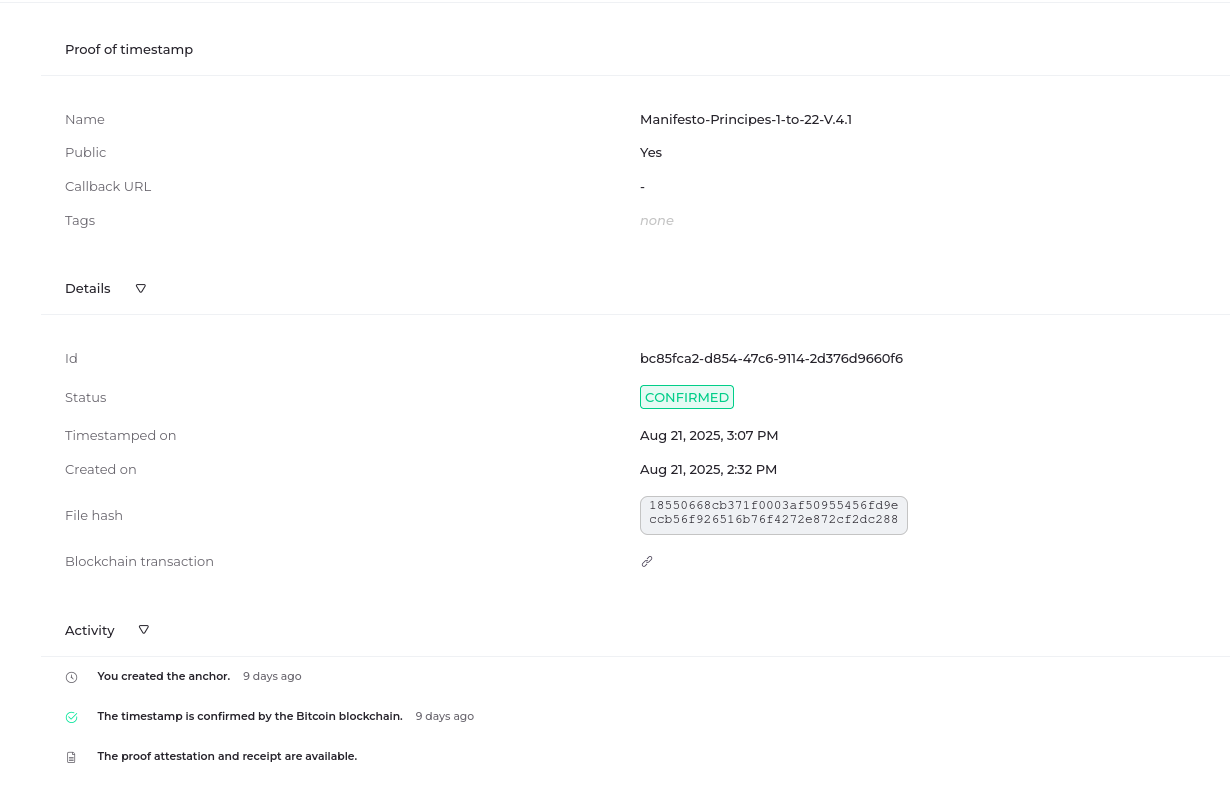 Proof of timestamp
Name Manifesto-Principes-1-to-22-V.4.1
Public Yes
Callback URL -
Tags none
Details
Id bc85fca2-d854-47c6-9114-2d376d9660f6
Status CONFIRMED
Timestamped on Aug 21, 2025, 3:07 PM
Created on Aug 21, 2025, 2:32 PM
File hash 18550668cb371f0003af50955456fd9e
ccb56f926516b76f4272e872cf2dc288
Blockchain transaction
Activity
You created the anchor. 9 days ago
The timestamp is confirmed by the Bitcoin blockchain. 9 days ago
The proof attestation and receipt are available.